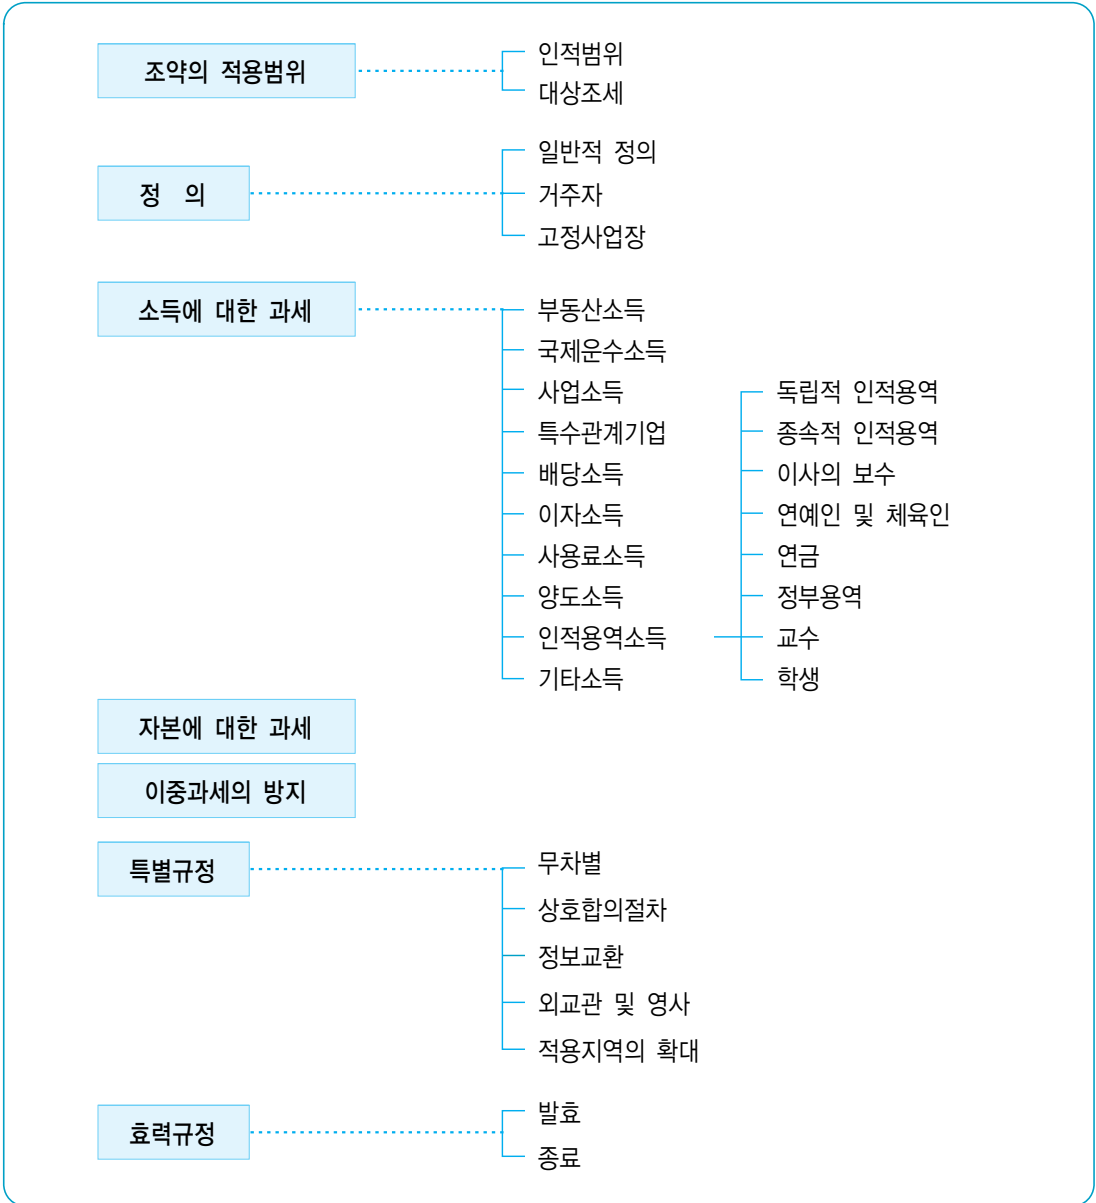 조약의 적용범위
인적범위
대상조세
정 의
일반적 정의
거주자
고정사업장
소득에 대한 과세
부동산소득
국제운수소득
사업소득
특수관계기업
배당소득
이자소득
사용료소득
양도소득
인적용역소득
기타소득
독립적 인적용역
종속적 인적용역
이사의 보수
연예인 및 체육인
연금
정부용역
교수
학생
자본에 대한 과세
이중과세의 방지
특별규정
무차별
상호합의절차
정보교환
외교관 및 영사
적용지역의 확대
효력규정
발효
종료